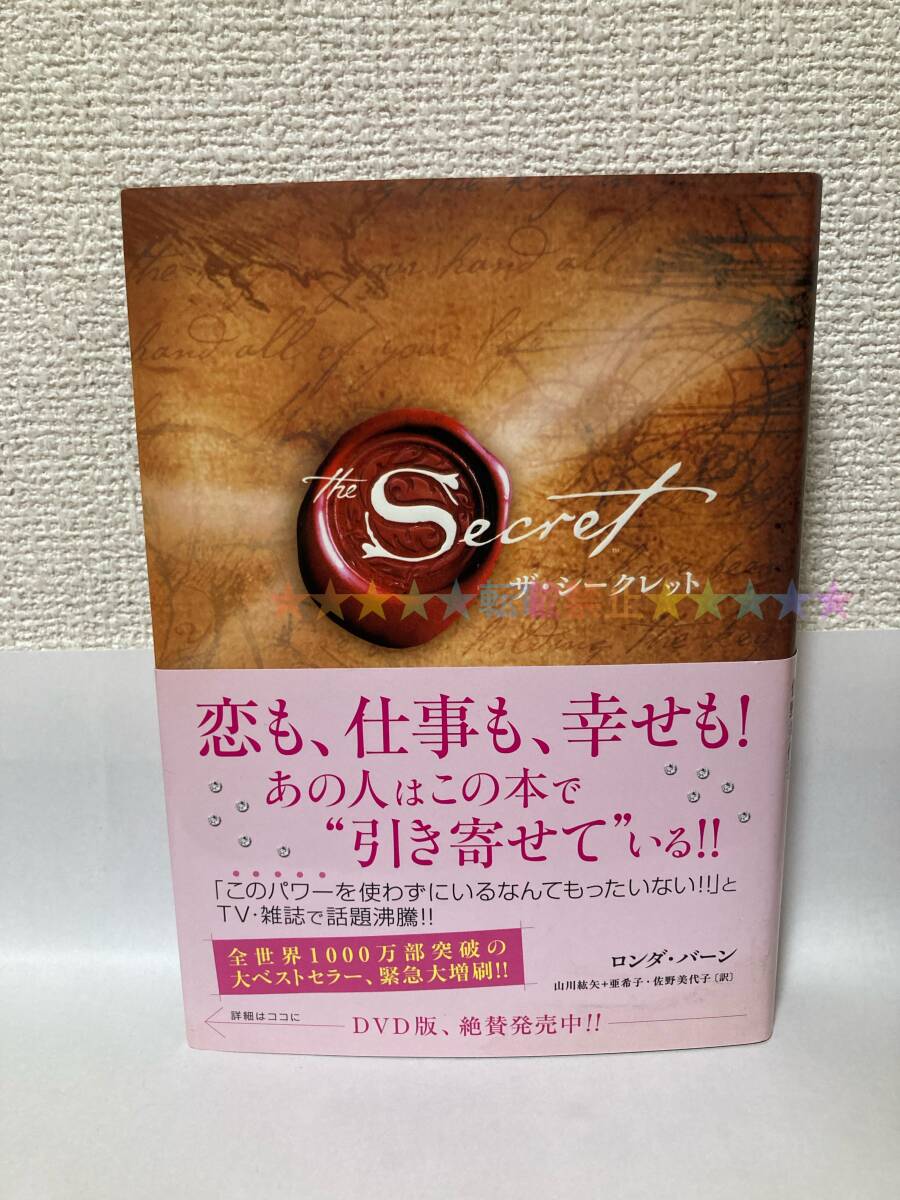 the Secret™
ザ・シークレット
★★★★★転載禁止★★★★★
恋も、仕事も、幸せも！
あの人はこの本で
“引き寄せて”いる!!
「このパワーを使わずにいるなんてもったいない!!」と
TV・雑誌で話題沸騰!!
全世界1000万部突破の
大ベストセラー、緊急大増刷!!
ロンダ・バーン
山川紘矢+亜希子・佐野美代子〔訳〕
詳細はココに
DVD版、絶賛発売中!!